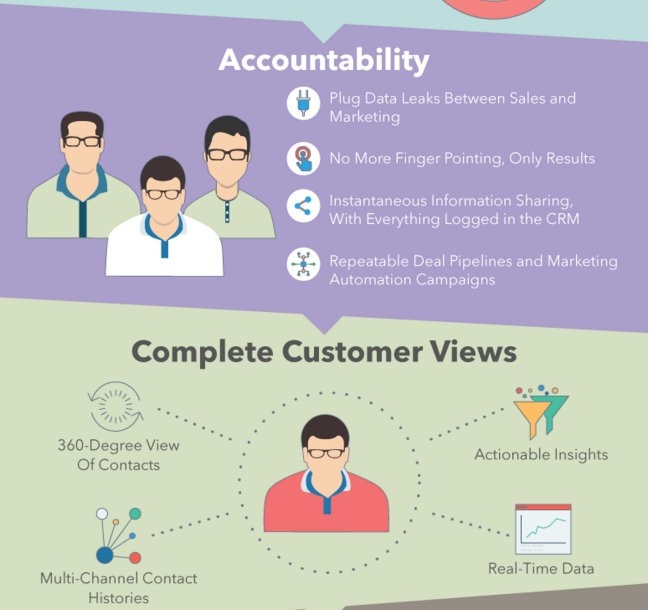 Accountability
Plug Data Leaks Between Sales and
Marketing
No More Finger Pointing, Only Results
Instantaneous Information Sharing,
With Everything Logged in the CRM
Repeatable Deal Pipelines and Marketing
Automation Campaigns
Complete Customer Views
360-Degree View
Of Contacts
Actionable Insights
Multi-Channel Contact
Histories
Real-Time Data